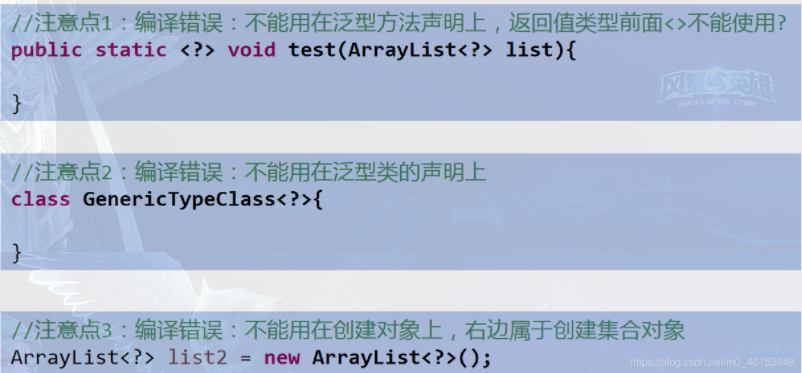 //注意点1：编译错误：不能用在泛型方法声明上，返回值类型前面<>不能使用?
public static <?> void test(ArrayList<?> list){
}
风暴英雄
HEROES OF THE STORM
//注意点2：编译错误：不能用在泛型类的声明上
class GenericTypeClass<?>{
}
//注意点3：编译错误：不能用在创建对象上，右边属于创建集合对象
ArrayList<?> list2 = new ArrayList<?>();
https://blog.csdn.net/m0_46153949